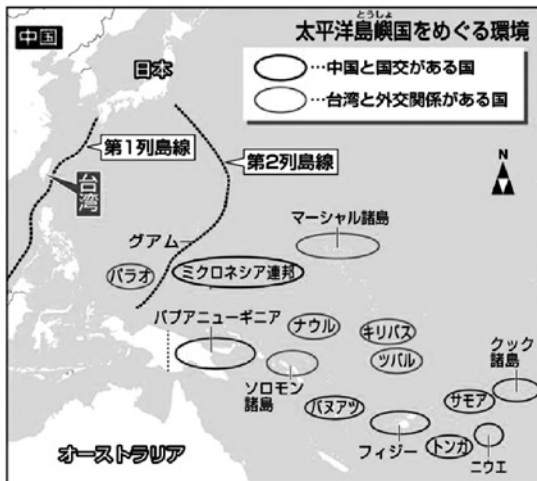 中国
太平洋島嶼国をめぐる環境
とうしょ
…中国と国交がある国
…台湾と外交関係がある国
日本
第1列島線
第2列島線
台湾
N
グアム
マーシャル諸島
パラオ
ミクロネシア連邦
パプアニューギニア
ナウル
キリバス
ツバル
クック
諸島
ソロモン
諸島
バヌアツ
サモア
フィジー
トンガ
ニウエ
オーストラリア